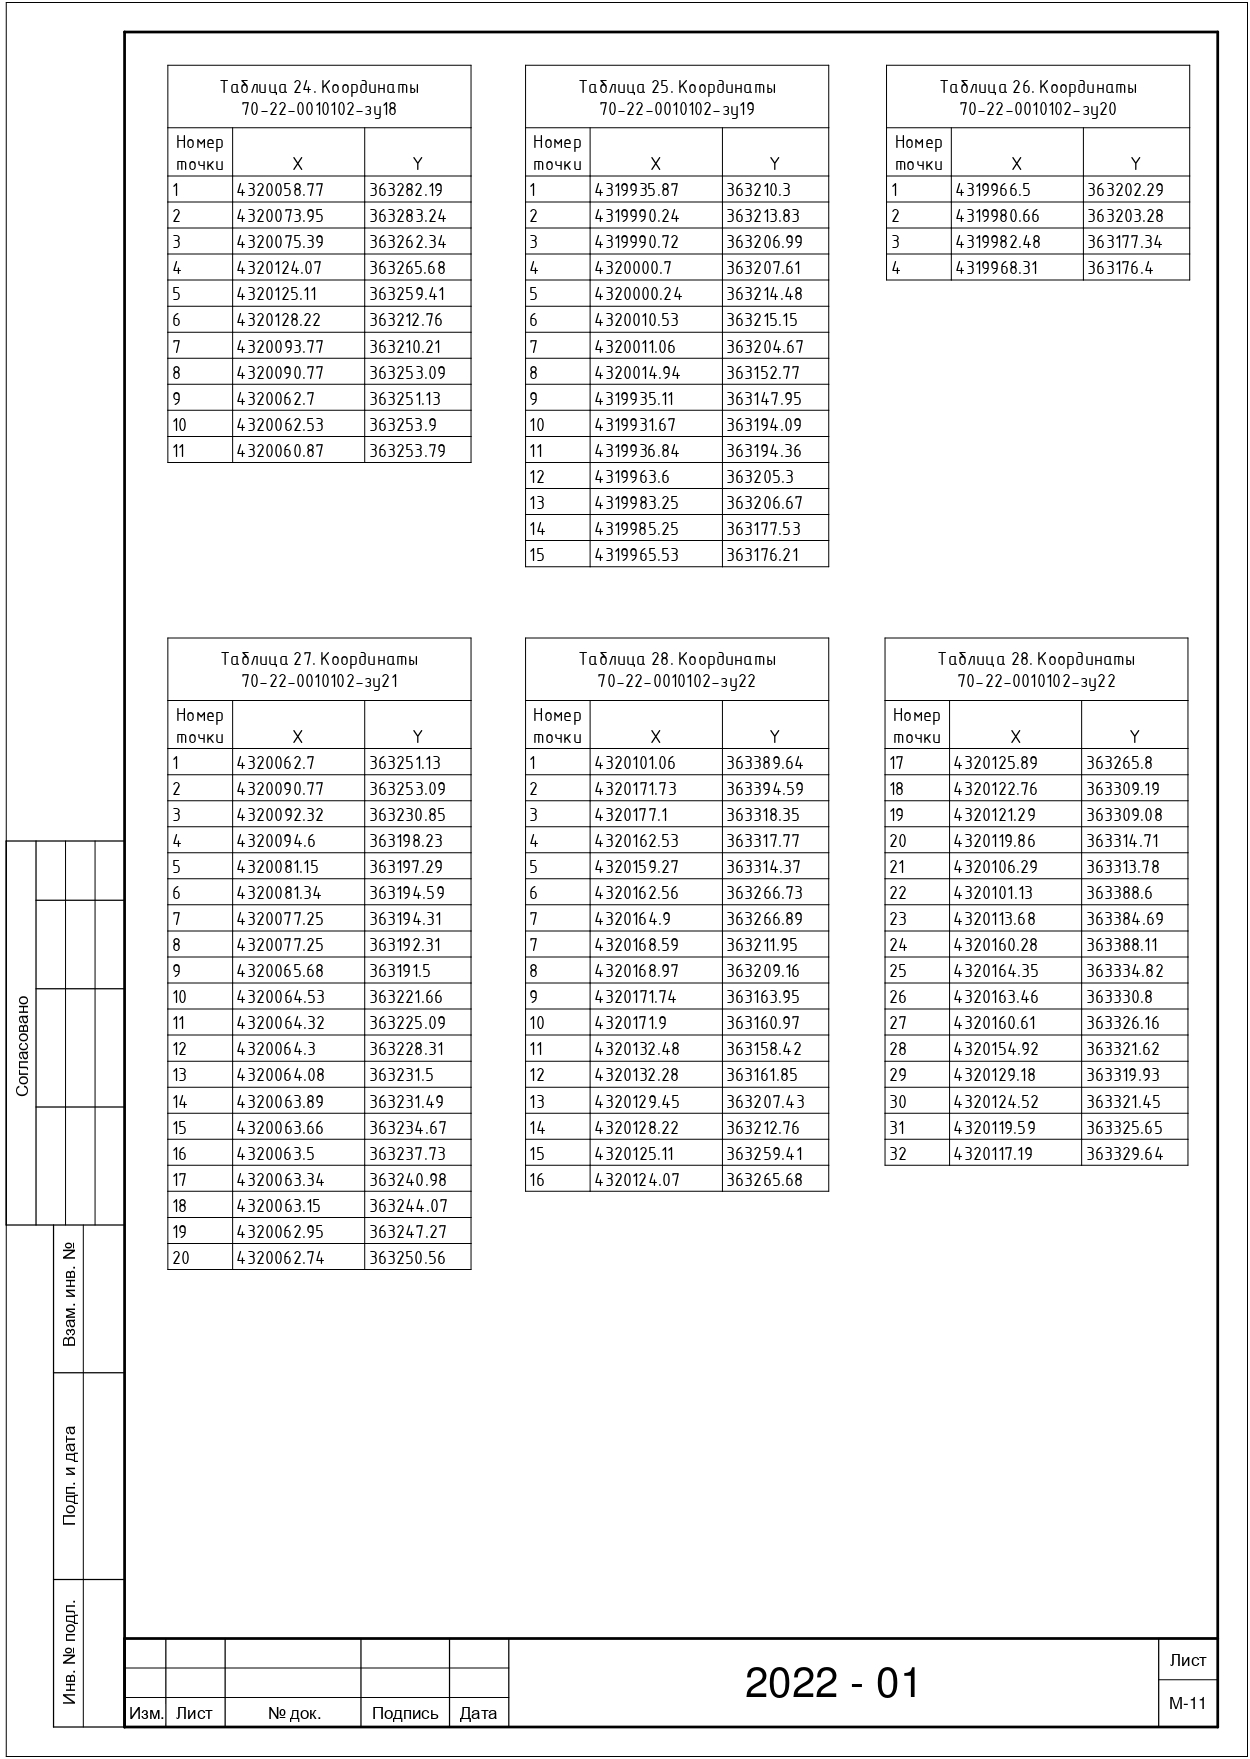 Таблица 24. Координаты
70-22-0010102-зу18
Номер
точки X Y
1 4320058.77 363282.19
2 4320073.95 363283.24
3 4320075.39 363262.34
4 4320124.07 363265.68
5 4320125.11 363259.41
6 4320128.22 363212.76
7 4320093.77 363210.21
8 4320090.77 363253.09
9 4320062.7 363251.13
10 4320062.53 363253.9
11 4320060.87 363253.79
Таблица 25. Координаты
70-22-0010102-зу19
Номер
точки X Y
1 4319935.87 363210.3
2 4319990.24 363213.83
3 4319990.72 363206.99
4 4320000.7 363207.61
5 4320000.24 363214.48
6 4320010.53 363215.15
7 4320011.06 363204.67
8 4320014.94 363152.77
9 4319935.11 363147.95
10 4319931.67 363194.09
11 4319936.84 363194.36
12 4319963.6 363205.3
13 4319983.25 363206.67
14 4319985.25 363177.53
15 4319965.53 363176.21
Таблица 26. Координаты
70-22-0010102-зу20
Номер
точки X Y
1 4319966.5 363202.29
2 4319980.66 363203.28
3 4319982.48 363177.34
4 4319968.31 363176.4
Таблица 27. Координаты
70-22-0010102-зу21
Номер
точки X Y
1 4320062.7 363251.13
2 4320090.77 363253.09
3 4320092.32 363230.85
4 4320094.6 363198.23
5 4320081.15 363197.29
6 4320081.34 363194.59
7 4320077.25 363194.31
8 4320077.25 363192.31
9 4320065.68 363191.5
10 4320064.53 363221.66
11 4320064.32 363225.09
12 4320064.3 363228.31
13 4320064.08 363231.5
14 4320063.89 363231.49
15 4320063.66 363234.67
16 4320063.5 363237.73
17 4320063.34 363240.98
18 4320063.15 363244.07
19 4320062.95 363247.27
20 4320062.74 363250.56
Таблица 28. Координаты
70-22-0010102-зу22
Номер
точки X Y
1 4320101.06 363389.64
2 4320171.73 363394.59
3 4320177.1 363318.35
4 4320162.53 363317.77
5 4320159.27 363314.37
6 4320162.56 363266.73
7 4320164.9 363266.89
7 4320168.59 363211.95
8 4320168.97 363209.16
9 4320171.74 363163.95
10 4320171.9 363160.97
11 4320132.48 363158.42
12 4320132.28 363161.85
13 4320129.45 363207.43
14 4320128.22 363212.76
15 4320125.11 363259.41
16 4320124.07 363265.68
Таблица 28. Координаты
70-22-0010102-зу22
Номер
точки X Y
17 4320125.89 363265.8
18 4320122.76 363309.19
19 4320121.29 363309.08
20 4320119.86 363314.71
21 4320106.29 363313.78
22 4320101.13 363388.6
23 4320113.68 363384.69
24 4320160.28 363388.11
25 4320164.35 363334.82
26 4320163.46 363330.8
27 4320160.61 363326.16
28 4320154.92 363321.62
29 4320129.18 363319.93
30 4320124.52 363321.45
31 4320119.59 363325.65
32 4320117.19 363329.64
Согласовано
Взам. инв. №
Подп. и дата
Инв. № подл.
Изм. Лист № док. Подпись Дата
2022 - 01
Лист
М-11